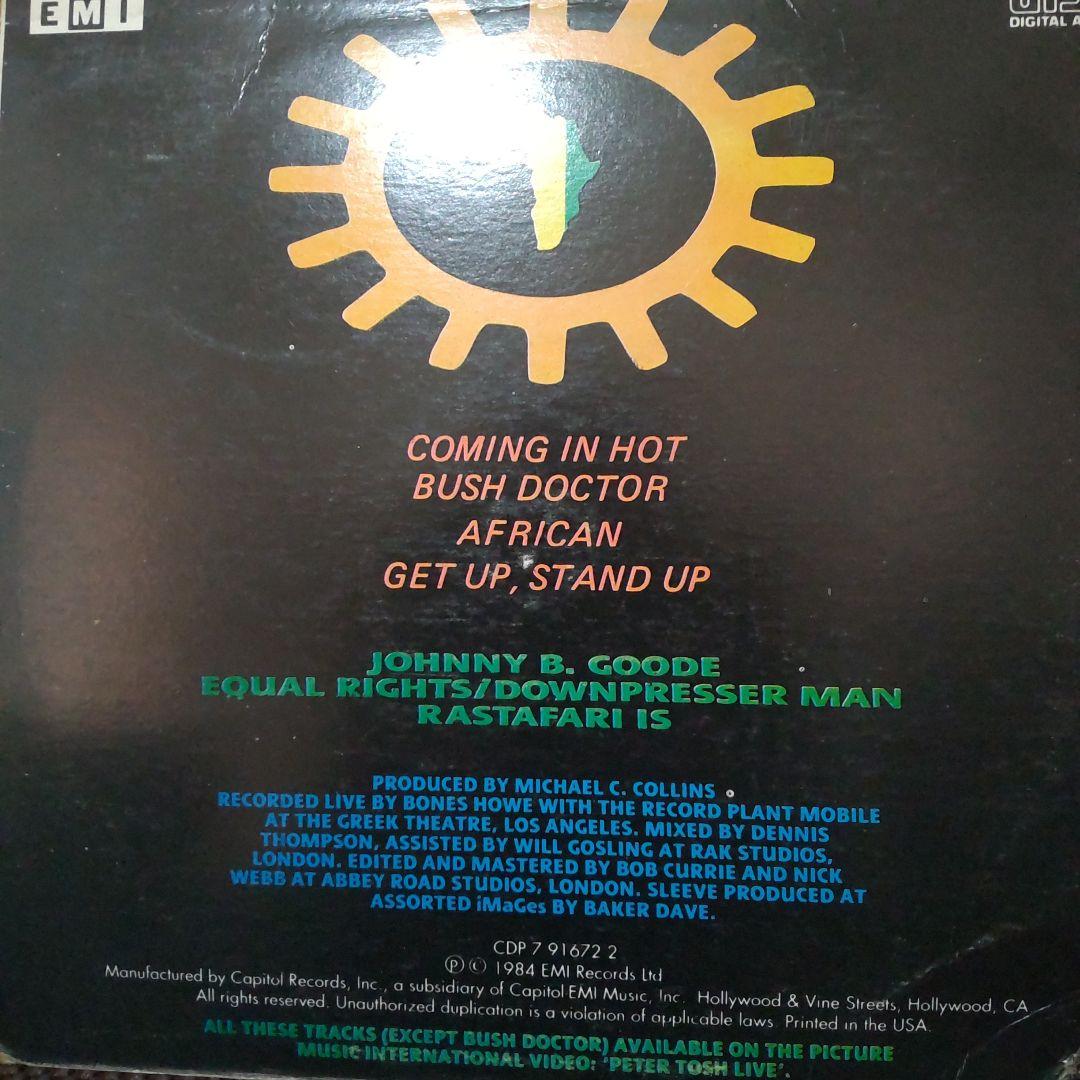 EMI
DIGITAL A
COMING IN HOT
BUSH DOCTOR
AFRICAN
GET UP, STAND UP
JOHNNY B. GOODE
EQUAL RIGHTS/DOWNPRESSER MAN
RASTAFARI IS
PRODUCED BY MICHAEL C. COLLINS
RECORDED LIVE BY BONES HOWE WITH THE RECORD PLANT MOBILE
AT THE GREEK THEATRE, LOS ANGELES. MIXED BY DENNIS
THOMPSON, ASSISTED BY WILL GOSLING AT RAK STUDIOS,
LONDON. EDITED AND MASTERED BY BOB CURRIE AND NICK
WEBB AT ABBEY ROAD STUDIOS, LONDON. SLEEVE PRODUCED AT
ASSORTED iMaGes BY BAKER DAVE.
CDP 7 91672 2
℗ © 1984 EMI Records Ltd
Manufactured by Capitol Records, Inc., a subsidiary of Capitol EMI Music, Inc. Hollywood & Vine Streets, Hollywood, CA
All rights reserved. Unauthorized duplication is a violation of applicable laws. Printed in the USA.
ALL THESE TRACKS (EXCEPT BUSH DOCTOR) AVAILABLE ON THE PICTURE
MUSIC INTERNATIONAL VIDEO: 'PETER TOSH LIVE'.